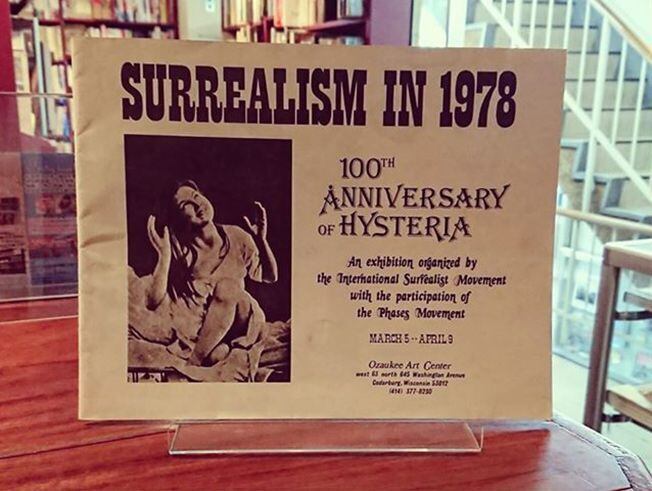 SURREALISM IN 1978
100TH
ANNIVERSARY
OF HYSTERIA
An exhibition organized by
the International Surrealist Movement
with the participation of
the Phases Movement
MARCH 5--APRIL 9
Ozaukee Art Center
west 63 north 645 Washington Avenue
Cedarburg, Wisconsin 53012
(414) 377-8230